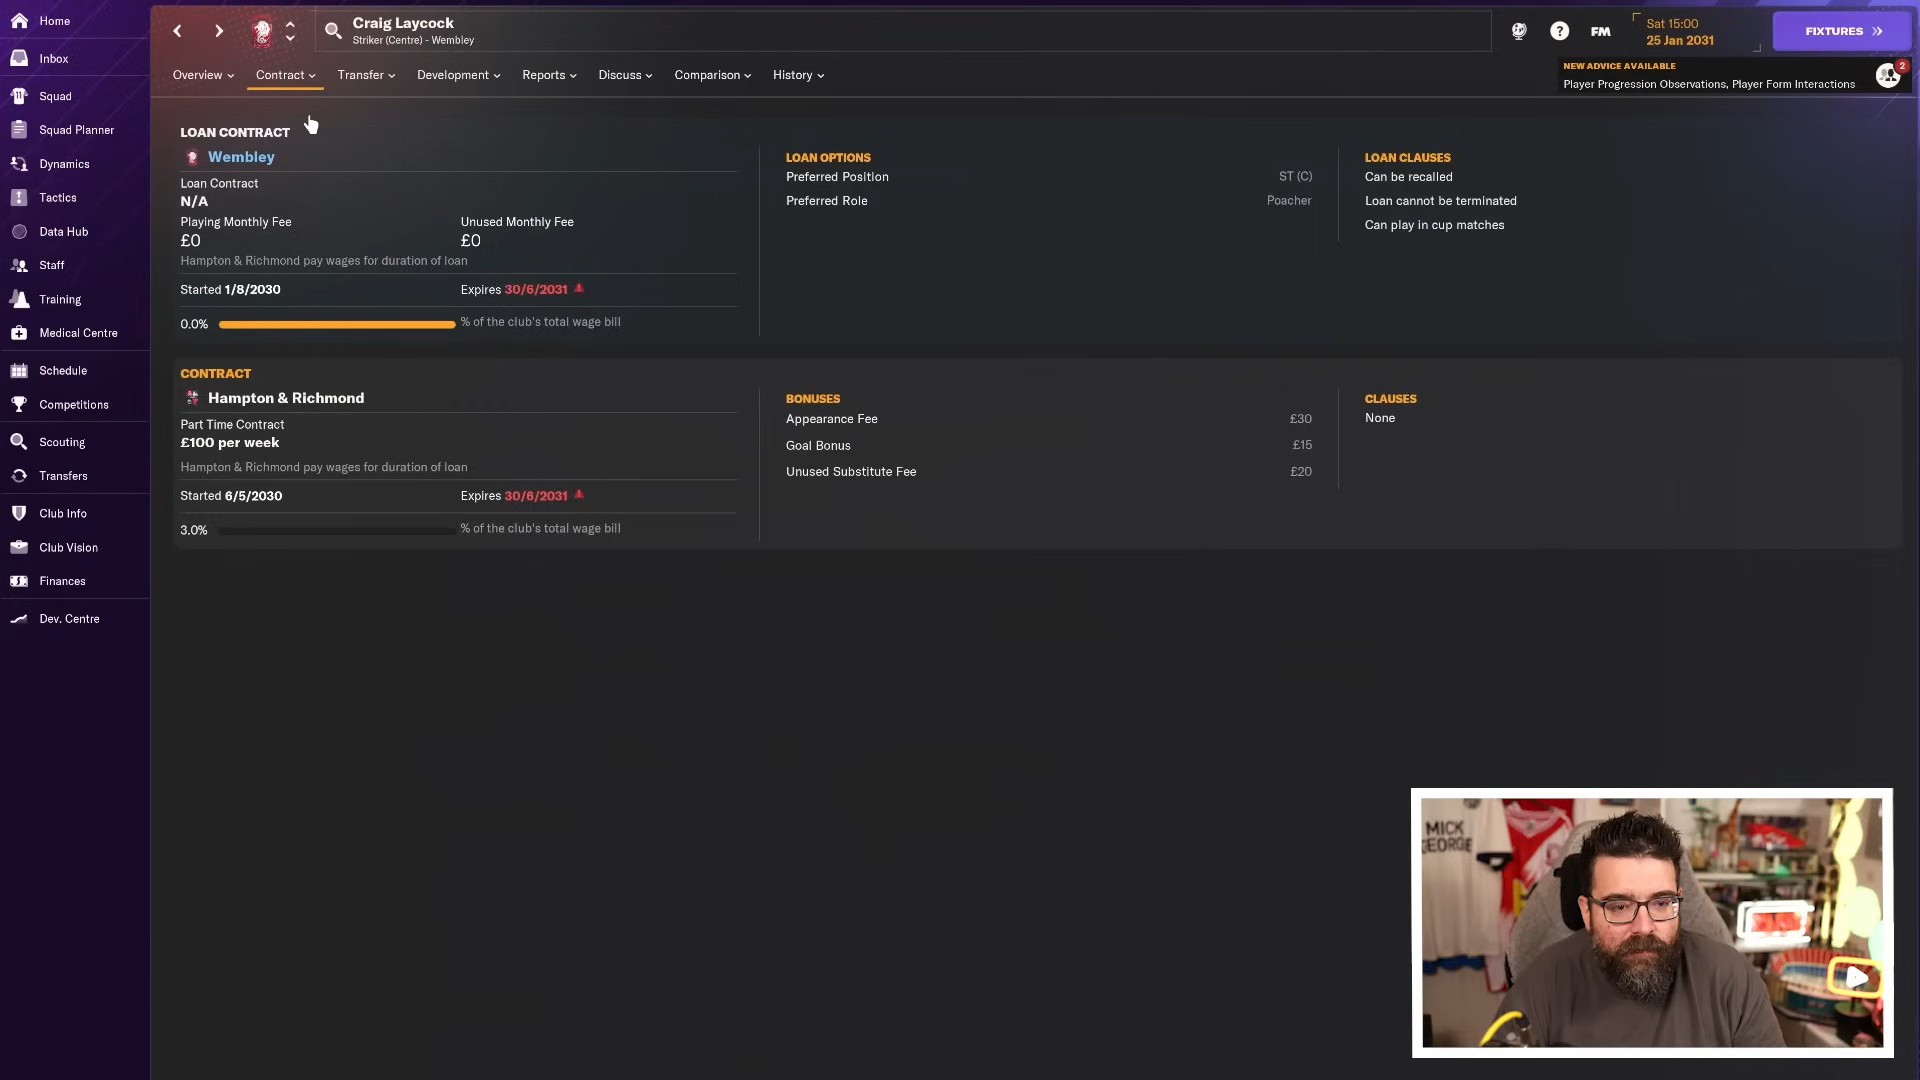 Home
Inbox
Squad
Squad Planner
Dynamics
Tactics
Data Hub
Staff
Training
Medical Centre
Schedule
Competitions
Scouting
Transfers
Club Info
Club Vision
Finances
Dev. Centre
Craig Laycock
Striker (Centre) - Wembley
FM
Sat 15:00
25 Jan 2031
FIXTURES
Overview
Contract
Transfer
Development
Reports
Discuss
Comparison
History
NEW ADVICE AVAILABLE
Player Progression Observations, Player Form Interactions
2
LOAN CONTRACT
Wembley
Loan Contract
N/A
Playing Monthly Fee
£0
Unused Monthly Fee
£0
Hampton & Richmond pay wages for duration of loan
Started 1/8/2030
Expires 30/6/2031
0.0%
% of the club's total wage bill
LOAN OPTIONS
Preferred Position ST (C)
Preferred Role Poacher
LOAN CLAUSES
Can be recalled
Loan cannot be terminated
Can play in cup matches
CONTRACT
Hampton & Richmond
Part Time Contract
£100 per week
Hampton & Richmond pay wages for duration of loan
Started 6/5/2030
Expires 30/6/2031
3.0%
% of the club's total wage bill
BONUSES
Appearance Fee £30
Goal Bonus £15
Unused Substitute Fee £20
CLAUSES
None
MICK
GEORGE